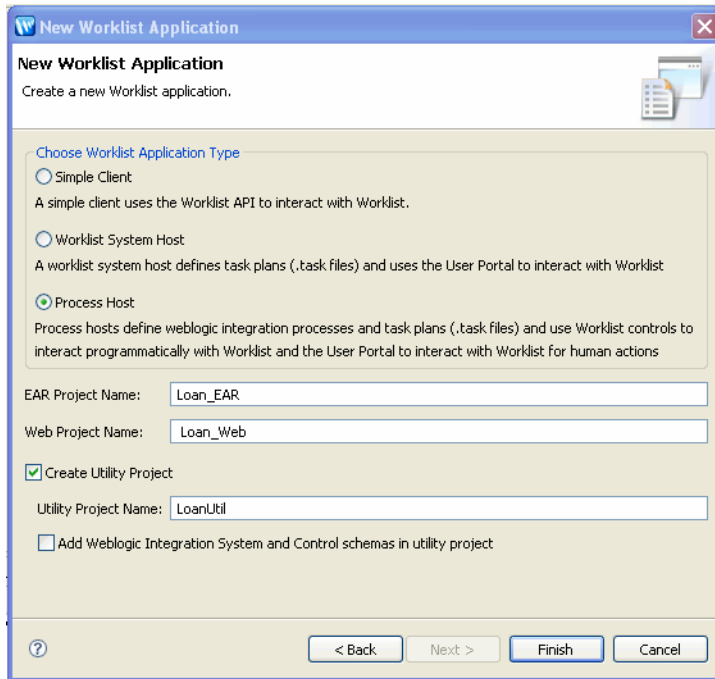 New Worklist Application
New Worklist Application
Create a new Worklist application.
Choose Worklist Application Type
Simple Client
A simple client uses the Worklist API to interact with Worklist.
Worklist System Host
A worklist system host defines task plans (.task files) and uses the User Portal to interact with Worklist
Process Host
Process hosts define weblogic integration processes and task plans (.task files) and use Worklist controls to
interact programmatically with Worklist and the User Portal to interact with Worklist for human actions
EAR Project Name: Loan_EAR
Web Project Name: Loan_Web
Create Utility Project
Utility Project Name: LoanUtil
Add Weblogic Integration System and Control schemas in utility project
? < Back Next > Finish Cancel